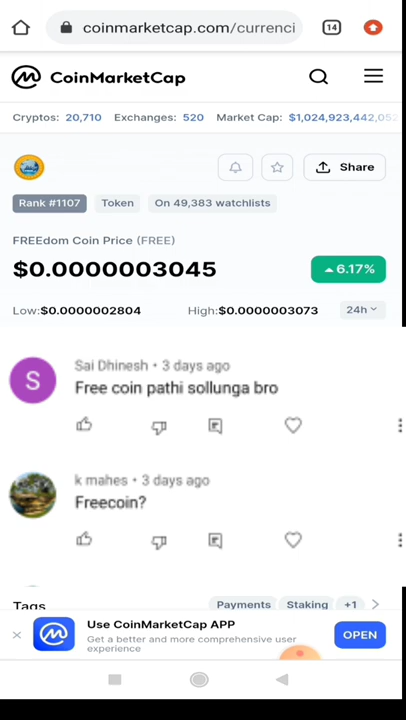 coinmarketcap.com/currenci
14
CoinMarketCap
Cryptos: 20,710 Exchanges: 520 Market Cap: $1,024,923,442,052
Share
Rank #1107 Token On 49,383 watchlists
FREEdom Coin Price (FREE)
$0.0000003045 6.17%
Low:$0.0000002804 High:$0.0000003073 24h
S
Sai Dhinesh • 3 days ago
Free coin pathi sollunga bro
k mahes • 3 days ago
Freecoin?
Tags Payments Staking +1
Use CoinMarketCap APP
Get a better and more comprehensive user
experience
OPEN